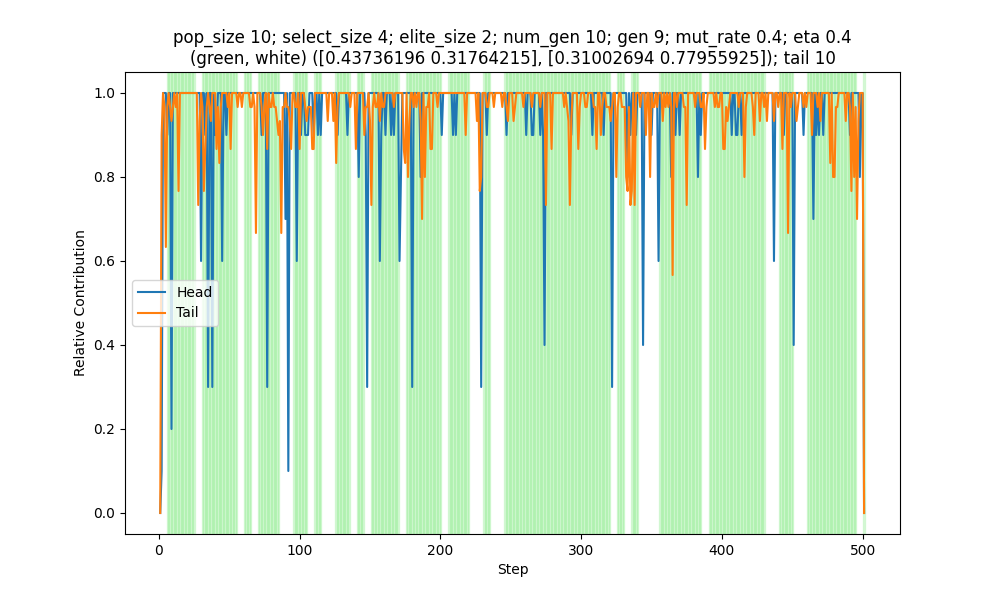 pop_size 10; select_size 4; elite_size 2; num_gen 10; gen 9; mut_rate 0.4; eta 0.4
(green, white) ([0.43736196 0.31764215], [0.31002694 0.77955925]); tail 10
1.0
0.8
0.6
0.4
0.2
0.0
Relative Contribution
Head
Tail
0 100 200 300 400 500
Step